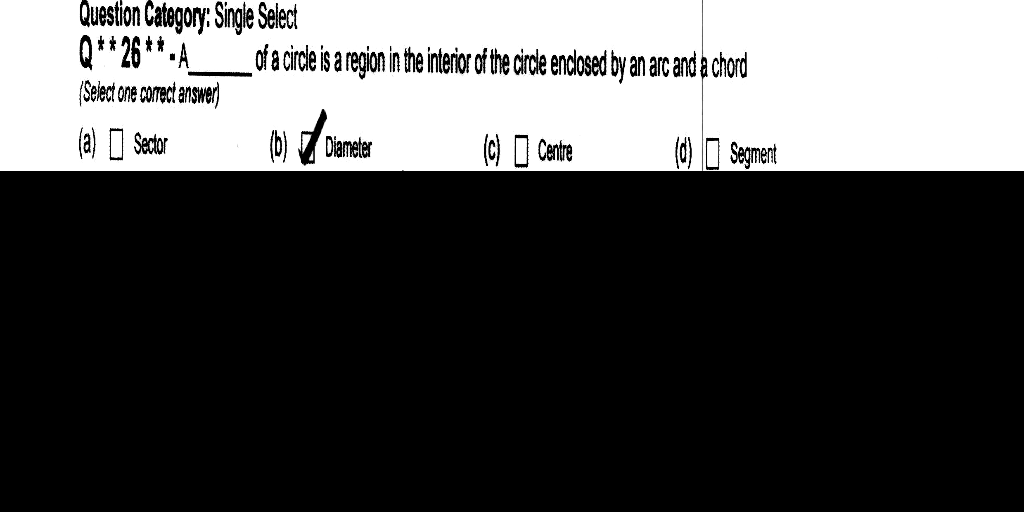 Question Category: Single Select
Q**26**-A______ of a circle is a region in the interior of the circle enclosed by an arc and a chord
(Select one correct answer)
(a) Sector (b) Diameter (c) Centre (d) Segment